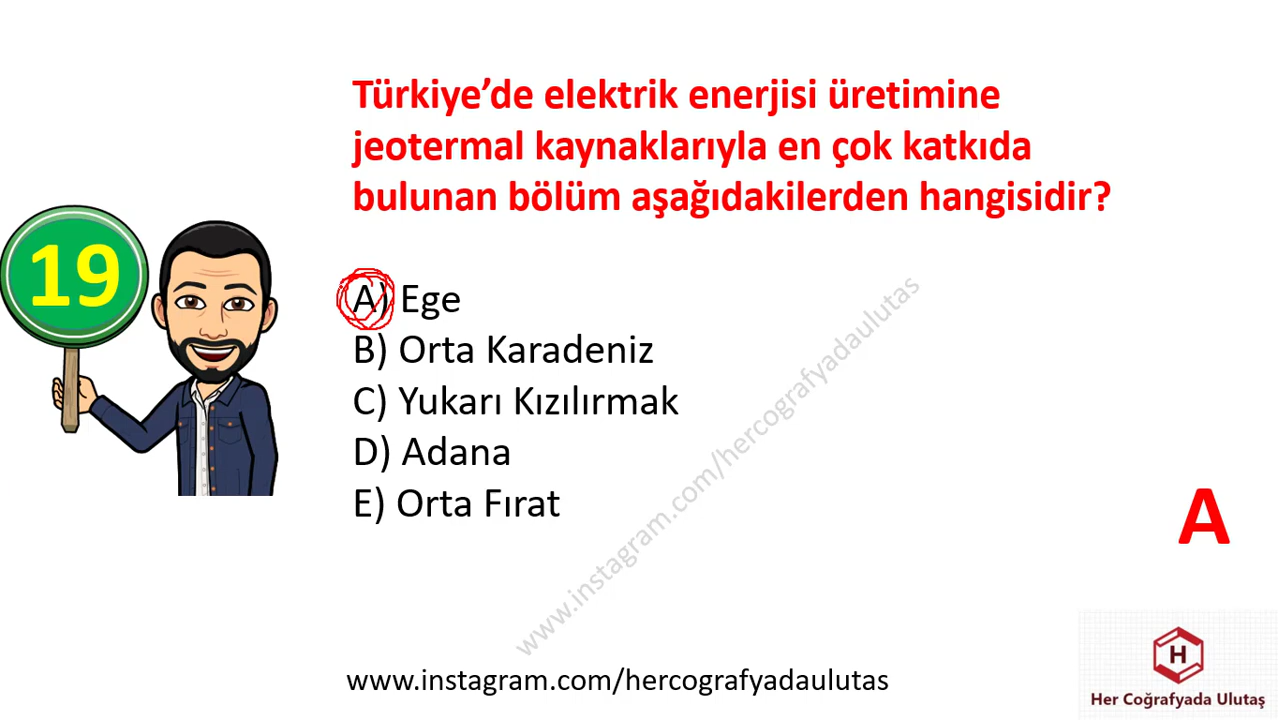 Türkiye’de elektrik enerjisi üretimine
jeotermal kaynaklarıyla en çok katkıda
bulunan bölüm aşağıdakilerden hangisidir?
19
A) Ege
B) Orta Karadeniz
C) Yukarı Kızılırmak
D) Adana
E) Orta Fırat
www.instagram.com/hercografyadaulutas
A
www.instagram.com/hercografyadaulutas
H
Her Coğrafyada Ulutaş